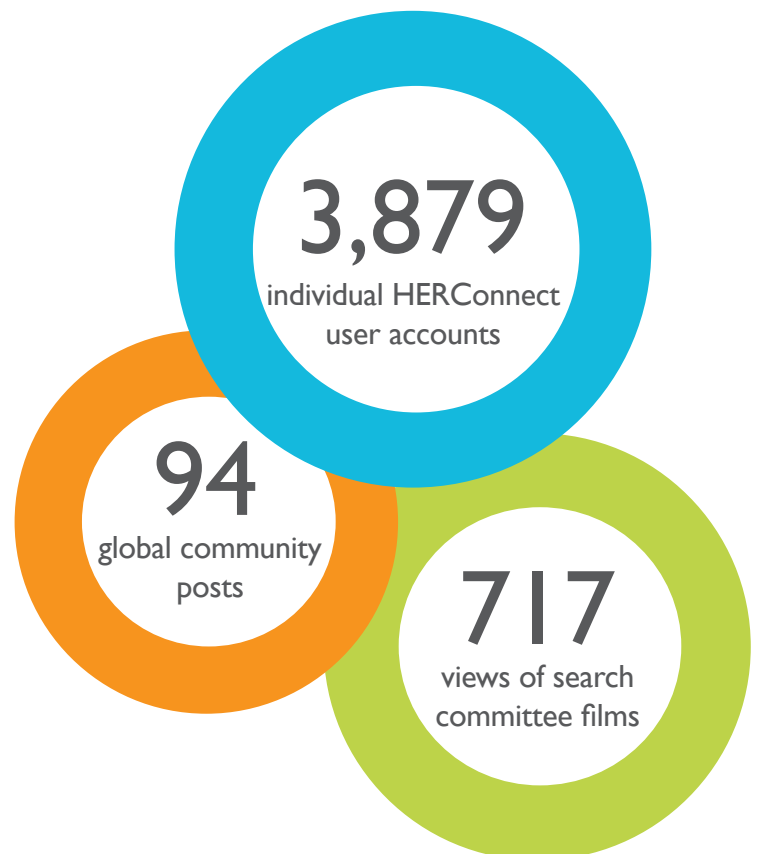 3,879
individual HERConnect
user accounts
94
global community
posts
717
views of search
committee films